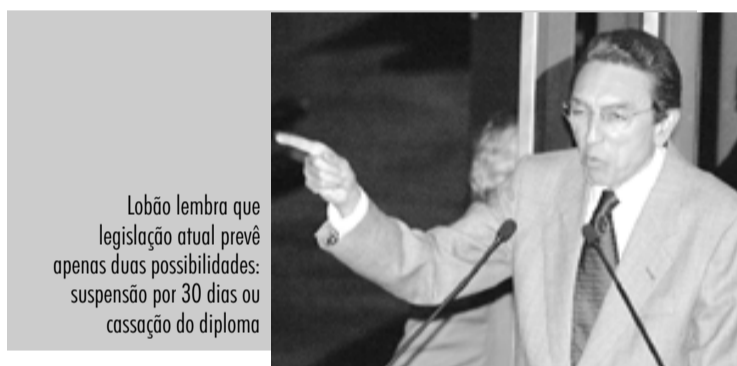 Lobão lembra que
legislação atual prevê
apenas duas possibilidades:
suspensão por 30 dias ou
cassação do diploma